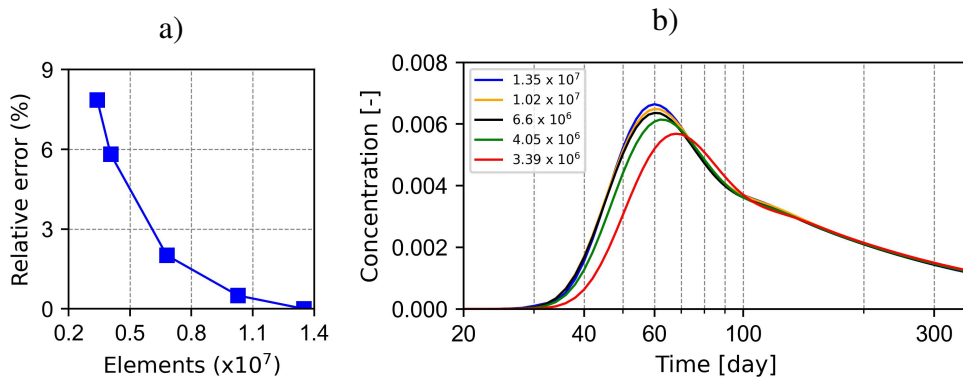 a)
9
6
3
0
Relative error (%)
0.2 0.5 0.8 1.1 1.4
Elements (x10⁷)
b)
0.008
0.006
0.004
0.002
0.000
Concentration [-]
1.35 x 10⁷
1.02 x 10⁷
6.6 x 10⁶
4.05 x 10⁶
3.39 x 10⁶
20 40 60 100 300
Time [day]